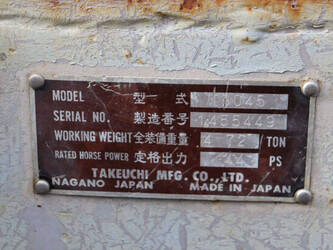 MODEL 型 式
SERIAL NO. 製造番号 1455449
WORKING WEIGHT 全装備重量 TON
RATED HORSE POWER 定格出力 PS
TAKEUCHI MFG. CO., LTD.
NAGANO JAPAN MADE IN JAPAN